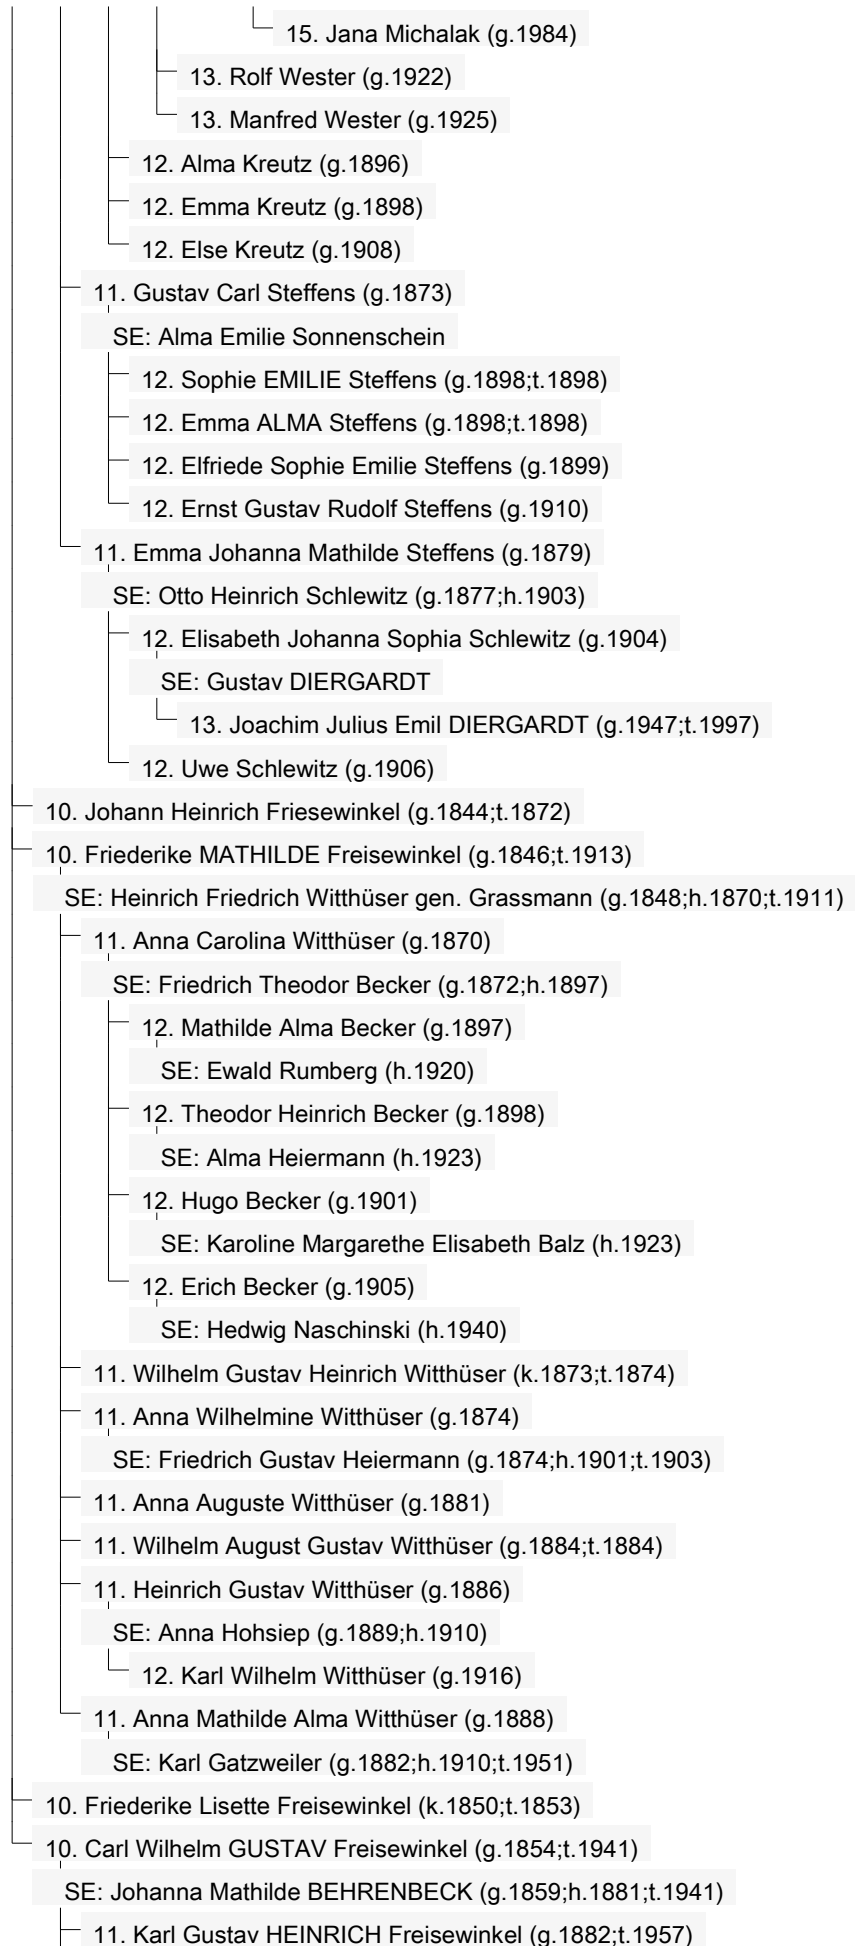 15. Jana Michalak (g.1984)
13. Rolf Wester (g.1922)
13. Manfred Wester (g.1925)
12. Alma Kreutz (g.1896)
12. Emma Kreutz (g.1898)
12. Else Kreutz (g.1908)
11. Gustav Carl Steffens (g.1873)
SE: Alma Emilie Sonnenschein
12. Sophie EMILIE Steffens (g.1898;t.1898)
12. Emma ALMA Steffens (g.1898;t.1898)
12. Elfriede Sophie Emilie Steffens (g.1899)
12. Ernst Gustav Rudolf Steffens (g.1910)
11. Emma Johanna Mathilde Steffens (g.1879)
SE: Otto Heinrich Schlewitz (g.1877;h.1903)
12. Elisabeth Johanna Sophia Schlewitz (g.1904)
SE: Gustav DIERGARDT
13. Joachim Julius Emil DIERGARDT (g.1947;t.1997)
12. Uwe Schlewitz (g.1906)
10. Johann Heinrich Friesewinkel (g.1844;t.1872)
10. Friederike MATHILDE Freisewinkel (g.1846;t.1913)
SE: Heinrich Friedrich Witthüser gen. Grassmann (g.1848;h.1870;t.1911)
11. Anna Carolina Witthüser (g.1870)
SE: Friedrich Theodor Becker (g.1872;h.1897)
12. Mathilde Alma Becker (g.1897)
SE: Ewald Rumberg (h.1920)
12. Theodor Heinrich Becker (g.1898)
SE: Alma Heiermann (h.1923)
12. Hugo Becker (g.1901)
SE: Karoline Margarethe Elisabeth Balz (h.1923)
12. Erich Becker (g.1905)
SE: Hedwig Naschinski (h.1940)
11. Wilhelm Gustav Heinrich Witthüser (k.1873;t.1874)
11. Anna Wilhelmine Witthüser (g.1874)
SE: Friedrich Gustav Heiermann (g.1874;h.1901;t.1903)
11. Anna Auguste Witthüser (g.1881)
11. Wilhelm August Gustav Witthüser (g.1884;t.1884)
11. Heinrich Gustav Witthüser (g.1886)
SE: Anna Hohsiep (g.1889;h.1910)
12. Karl Wilhelm Witthüser (g.1916)
11. Anna Mathilde Alma Witthüser (g.1888)
SE: Karl Gatzweiler (g.1882;h.1910;t.1951)
10. Friederike Lisette Freisewinkel (k.1850;t.1853)
10. Carl Wilhelm GUSTAV Freisewinkel (g.1854;t.1941)
SE: Johanna Mathilde BEHRENBECK (g.1859;h.1881;t.1941)
11. Karl Gustav HEINRICH Freisewinkel (g.1882;t.1957)